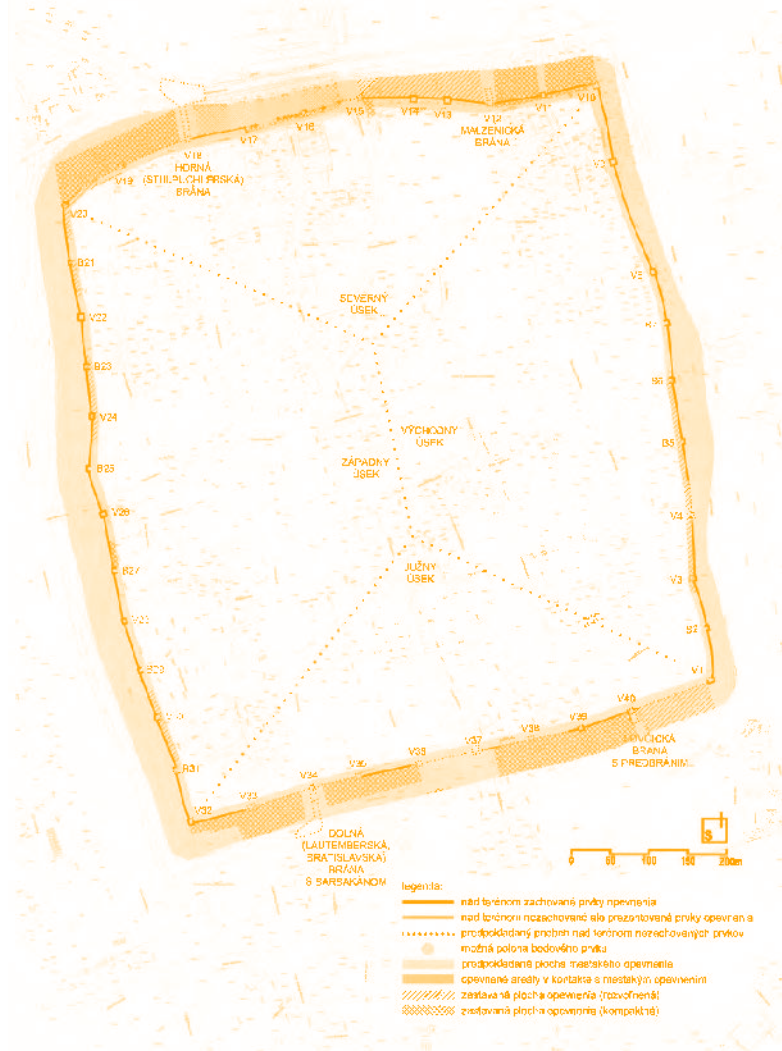 V10
V11
V12
V13
V14
V15
V16
V17
MALZENICKÁ
BRÁNA
V18
HORNÁ
BRÁNA
V19
V9
V8
B7
B6
B5
V4
V3
B2
V1
V20
B21
V22
B23
V24
B25
V26
B27
V28
B29
V30
B31
V32
SEVERNÝ
ÚSEK
VÝCHODNÝ
ÚSEK
ZÁPADNÝ
ÚSEK
JUŽNÝ
ÚSEK
V40
V39
V38
V37
V36
V35
V34
V33
BRÁNA
S PREDBRÁNÍM
DOLNÁ
(LAUTEMBERSKÁ,
BRATISLAVSKÁ)
BRÁNA
S BARBAKÁNOM
S
0 50 100 150 200m
legenda:
nad terénom zachované prvky opevnenia
nad terénom nezachované ale prezentované prvky opevnenia
predpokladaný priebeh nad terénom nezachovaných prvkov
možná poloha bodového prvku
predpokladaná plocha mestského opevnenia
opevnené areály v kontakte s mestským opevnením
zastavaná plocha opevnenia (rozvoľnená)
zastavaná plocha opevnenia (kompaktná)